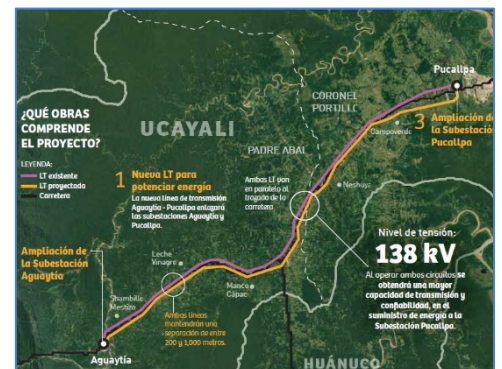 ¿QUÉ OBRAS
COMPRENDE
EL PROYECTO?
LEYENDA:
LT existente
LT proyectada
Carretera
UCAYALI
1 Nueva LT para
potenciar energía
La nueva línea de transmisión
Aguaytía - Pucallpa enlazará
las subestaciones Aguaytía y
Pucallpa.
Ampliación de
la Subestación
Aguaytía
Leche
Vinagre
Shambillo
Mestizo
Aguaytía
Ambas líneas
mantendrán una
separación de entre
200 y 1,000 metros.
Manco
Cápac
PADRE ABAD
Ambas LT van
en paralelo al
trazado de la
carretera
CORONEL
PORTILLO
Neshuya
Campoverde
Pucallpa
3 Ampliación de
la Subestación
Pucallpa
Nivel de tensión:
138 kV
Al operar ambos circuitos se
obtendrá una mayor
capacidad de transmisión y
confiabilidad, en el
suministro de energía a la
Subestación Pucallpa.
HUÁNUCO